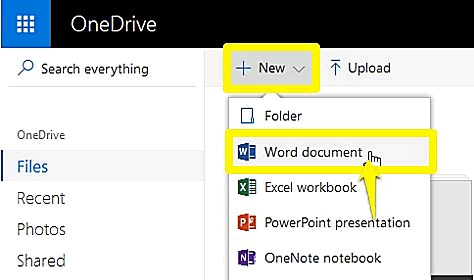 OneDrive
Search everything
+ New
Upload
Folder
OneDrive
Word document
Files
Excel workbook
Recent
PowerPoint presentation
Photos
OneNote notebook
Shared